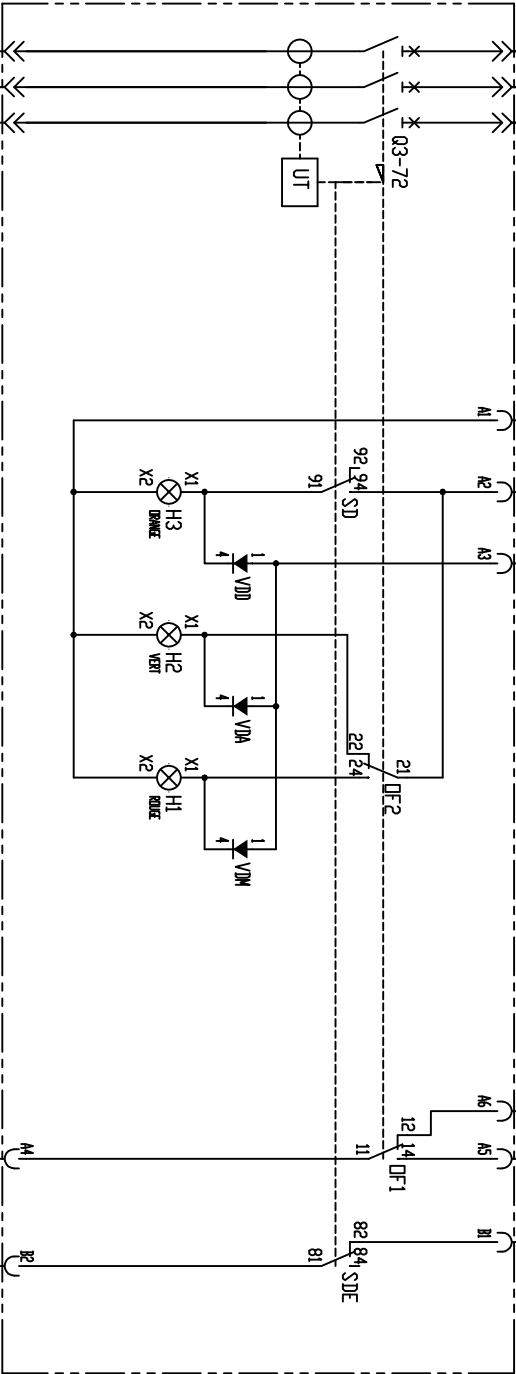 Q3-72
UT
A1
A2
A3
92
94
91
SD
X1
X2
H3
ORANGE
1
4
VDD
X1
X2
H2
VERT
1
4
VDA
22
24
21
OF2
X1
X2
H1
ROUGE
1
4
VDM
A6
A5
12
14
11
OF1
A4
B1
82
84
81
SDE
B2